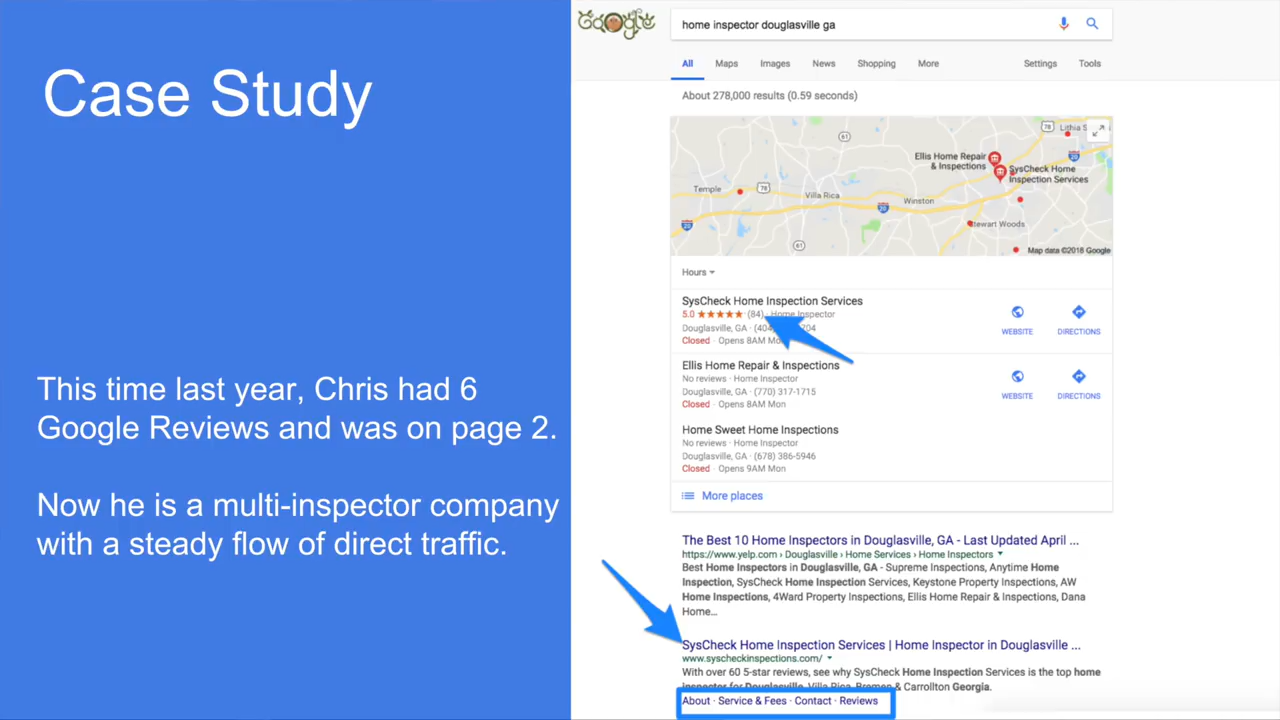 Case Study
This time last year, Chris had 6
Google Reviews and was on page 2.
Now he is a multi-inspector company
with a steady flow of direct traffic.
Google
home inspector douglasville ga
All Maps Images News Shopping More Settings Tools
About 278,000 results (0.59 seconds)
78
Lithia S
61
20
Ellis Home Repair
& Inspections
SysCheck Home
Inspection Services
Temple
78
Villa Rica
Winston
20
20
Stewart Woods
61
Map data ©2018 Google
Hours
SysCheck Home Inspection Services
5.0 (84) · Home Inspector
Douglasville, GA · (404) 204
Closed · Opens 8AM Mon
WEBSITE DIRECTIONS
Ellis Home Repair & Inspections
No reviews · Home Inspector
Douglasville, GA · (770) 317-1715
Closed · Opens 8AM Mon
WEBSITE DIRECTIONS
Home Sweet Home Inspections
No reviews · Home Inspector
Douglasville, GA · (678) 386-5946
Closed · Opens 9AM Mon
More places
The Best 10 Home Inspectors in Douglasville, GA - Last Updated April ...
https://www.yelp.com › Douglasville › Home Services › Home Inspectors
Best Home Inspectors in Douglasville, GA - Supreme Inspections, Anytime Home
Inspection, SysCheck Home Inspection Services, Keystone Property Inspections, AW
Home Inspections, 4Ward Property Inspections, Ellis Home Repair & Inspections, Dana
Home...
SysCheck Home Inspection Services | Home Inspector in Douglasville ...
www.syscheckinspections.com/
With over 60 5-star reviews, see why SysCheck Home Inspection Services is the top home
inspector for Douglasville, Villa Rica, Bremen & Carrollton Georgia.
About · Service & Fees · Contact · Reviews